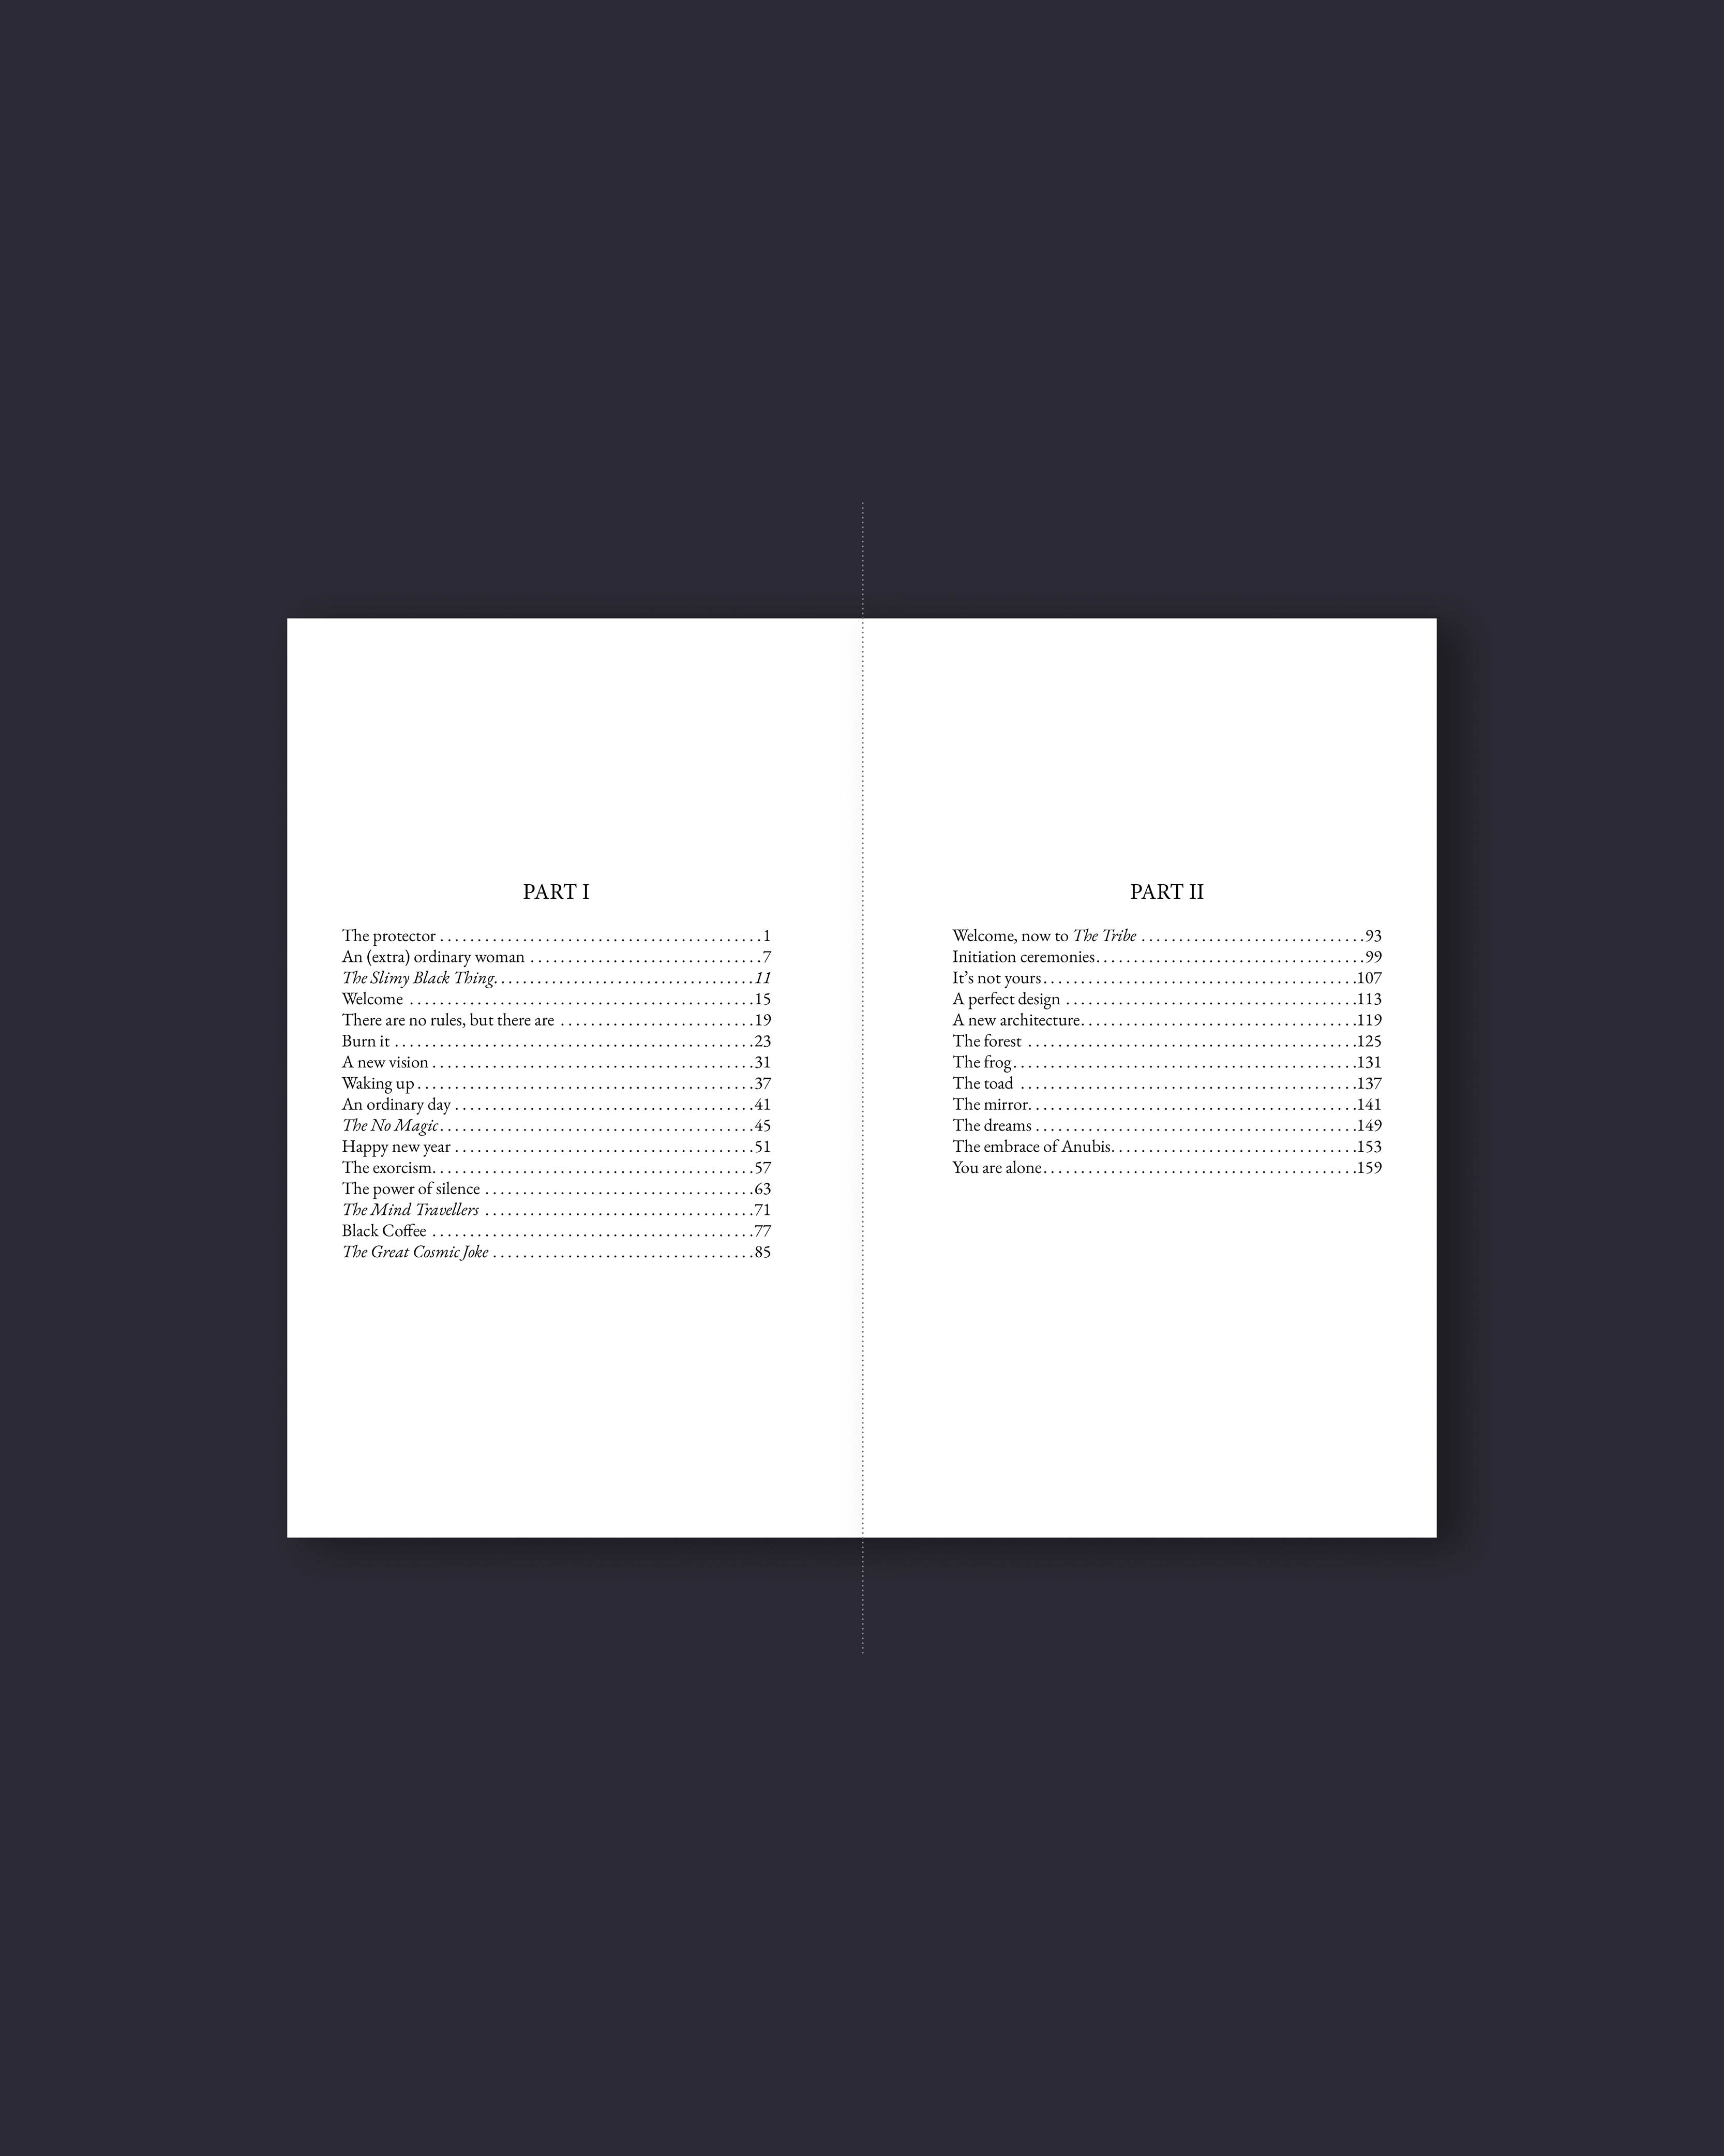 PART I
The protector . . . . . . . . . . . . . . . . . . . . . . . . . . . . . . . . . . . . . . . . . . .1
An (extra) ordinary woman . . . . . . . . . . . . . . . . . . . . . . . . . . . . . . .7
The Slimy Black Thing. . . . . . . . . . . . . . . . . . . . . . . . . . . . . . . . . . .11
Welcome . . . . . . . . . . . . . . . . . . . . . . . . . . . . . . . . . . . . . . . . . . . . . .15
There are no rules, but there are . . . . . . . . . . . . . . . . . . . . . . . . . .19
Burn it . . . . . . . . . . . . . . . . . . . . . . . . . . . . . . . . . . . . . . . . . . . . . . . .23
A new vision . . . . . . . . . . . . . . . . . . . . . . . . . . . . . . . . . . . . . . . . . . .31
Waking up . . . . . . . . . . . . . . . . . . . . . . . . . . . . . . . . . . . . . . . . . . . . .37
An ordinary day . . . . . . . . . . . . . . . . . . . . . . . . . . . . . . . . . . . . . . . .41
The No Magic. . . . . . . . . . . . . . . . . . . . . . . . . . . . . . . . . . . . . . . . . .45
Happy new year . . . . . . . . . . . . . . . . . . . . . . . . . . . . . . . . . . . . . . . .51
The exorcism. . . . . . . . . . . . . . . . . . . . . . . . . . . . . . . . . . . . . . . . . . .57
The power of silence . . . . . . . . . . . . . . . . . . . . . . . . . . . . . . . . . . . .63
The Mind Travellers . . . . . . . . . . . . . . . . . . . . . . . . . . . . . . . . . . . .71
Black Coffee . . . . . . . . . . . . . . . . . . . . . . . . . . . . . . . . . . . . . . . . . . .77
The Great Cosmic Joke . . . . . . . . . . . . . . . . . . . . . . . . . . . . . . . . . . .85
PART II
Welcome, now to The Tribe . . . . . . . . . . . . . . . . . . . . . . . . . . . . . .93
Initiation ceremonies. . . . . . . . . . . . . . . . . . . . . . . . . . . . . . . . . . . .99
It’s not yours. . . . . . . . . . . . . . . . . . . . . . . . . . . . . . . . . . . . . . . . . .107
A perfect design . . . . . . . . . . . . . . . . . . . . . . . . . . . . . . . . . . . . . . .113
A new architecture. . . . . . . . . . . . . . . . . . . . . . . . . . . . . . . . . . . . .119
The forest . . . . . . . . . . . . . . . . . . . . . . . . . . . . . . . . . . . . . . . . . . . .125
The frog. . . . . . . . . . . . . . . . . . . . . . . . . . . . . . . . . . . . . . . . . . . . . .131
The toad . . . . . . . . . . . . . . . . . . . . . . . . . . . . . . . . . . . . . . . . . . . . .137
The mirror. . . . . . . . . . . . . . . . . . . . . . . . . . . . . . . . . . . . . . . . . . . .141
The dreams . . . . . . . . . . . . . . . . . . . . . . . . . . . . . . . . . . . . . . . . . . .149
The embrace of Anubis. . . . . . . . . . . . . . . . . . . . . . . . . . . . . . . . .153
You are alone. . . . . . . . . . . . . . . . . . . . . . . . . . . . . . . . . . . . . . . . . .159